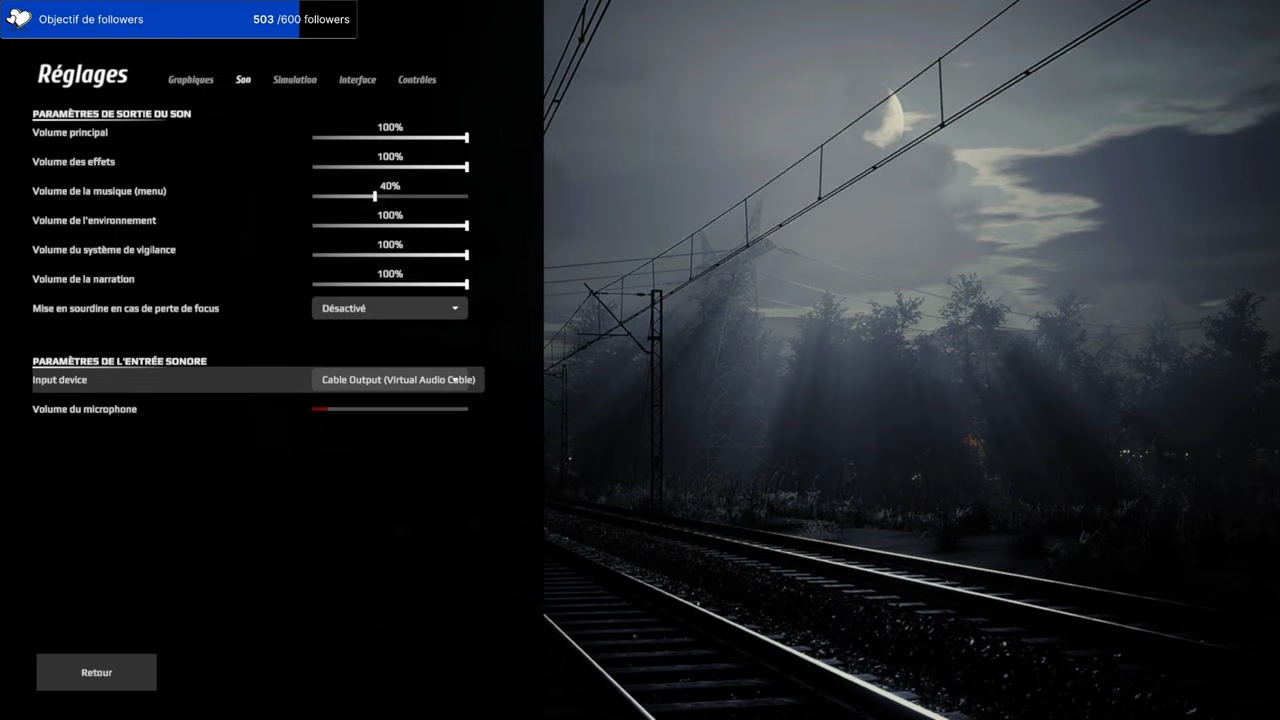 Objectif de followers 503 /600 followers
Réglages Graphiques Son Simulation Interface Contrôles
PARAMÈTRES DE SORTIE DU SON
Volume principal 100%
Volume des effets 100%
Volume de la musique (menu) 40%
Volume de l'environnement 100%
Volume du système de vigilance 100%
Volume de la narration 100%
Mise en sourdine en cas de perte de focus Désactivé
PARAMÈTRES DE L'ENTRÉE SONORE
Input device Cable Output (Virtual Audio Cable)
Volume du microphone
Retour